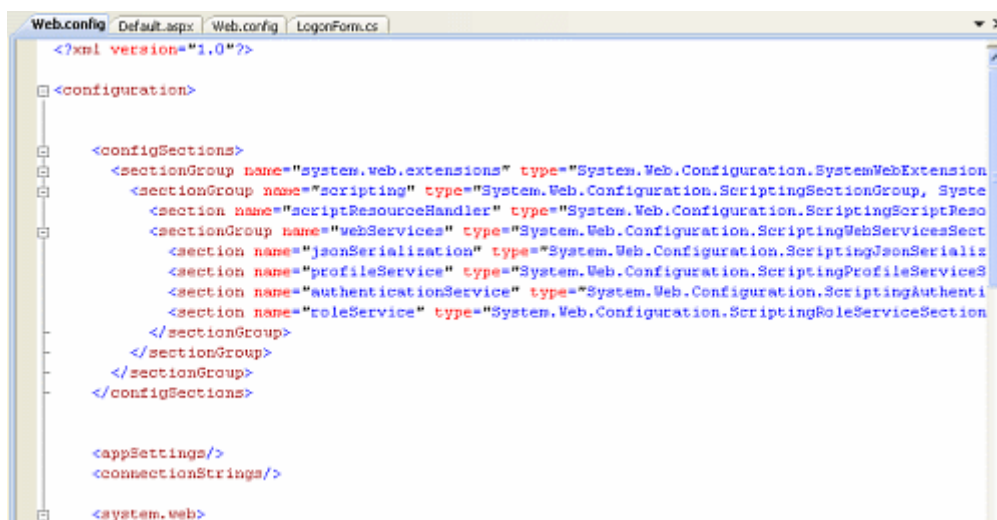 Web.config Default.aspx Web.config LogonForm.cs
<?xml version="1.0"?>
<configuration>
<configSections>
<sectionGroup name="system.web.extensions" type="System.Web.Configuration.SystemWebExtension
<sectionGroup name="scripting" type="System.Web.Configuration.ScriptingSectionGroup, Syste
<section name="scriptResourceHandler" type="System.Web.Configuration.ScriptingScriptReso
<sectionGroup name="webServices" type="System.Web.Configuration.ScriptingWebServicesSect
<section name="jsonSerialization" type="System.Web.Configuration.ScriptingJsonSerializ
<section name="profileService" type="System.Web.Configuration.ScriptingProfileServiceS
<section name="authenticationService" type="System.Web.Configuration.ScriptingAuthenti
<section name="roleService" type="System.Web.Configuration.ScriptingRoleServiceSection
</sectionGroup>
</sectionGroup>
</sectionGroup>
</configSections>
<appSettings/>
<connectionStrings/>
<system.web>